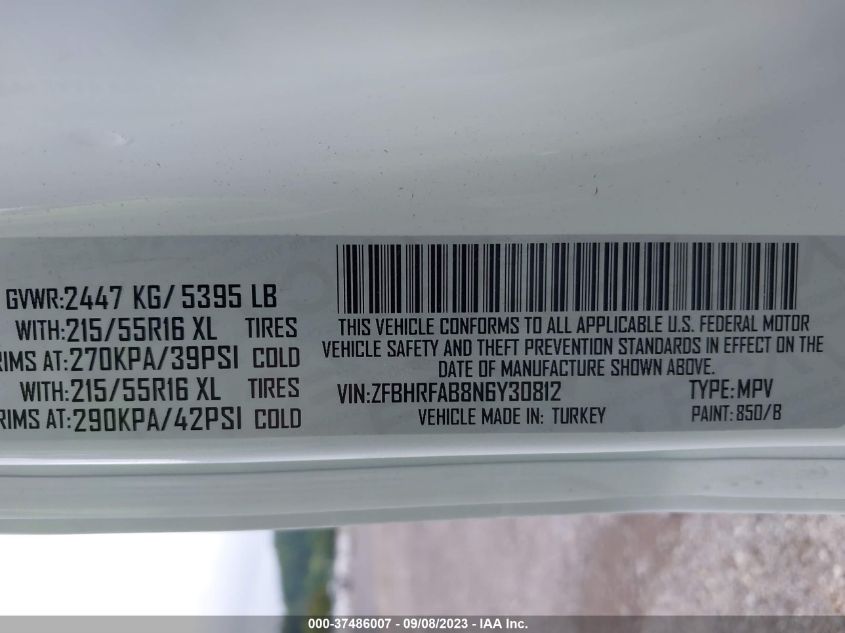 GVWR:2447 KG/ 5395 LB
WITH:215/55R16 XL TIRES
RIMS AT:270KPA/39PSI COLD
WITH:215/55R16 XL TIRES
RIMS AT:290KPA/42PSI COLD
THIS VEHICLE CONFORMS TO ALL APPLICABLE U.S. FEDERAL MOTOR
VEHICLE SAFETY AND THEFT PREVENTION STANDARDS IN EFFECT ON THE
DATE OF MANUFACTURE SHOWN ABOVE.
VIN:ZFBHRFAB8N6Y30812 TYPE:MPV
VEHICLE MADE IN: TURKEY PAINT:850/B
000-37486007 - 09/08/2023 - IAA Inc.